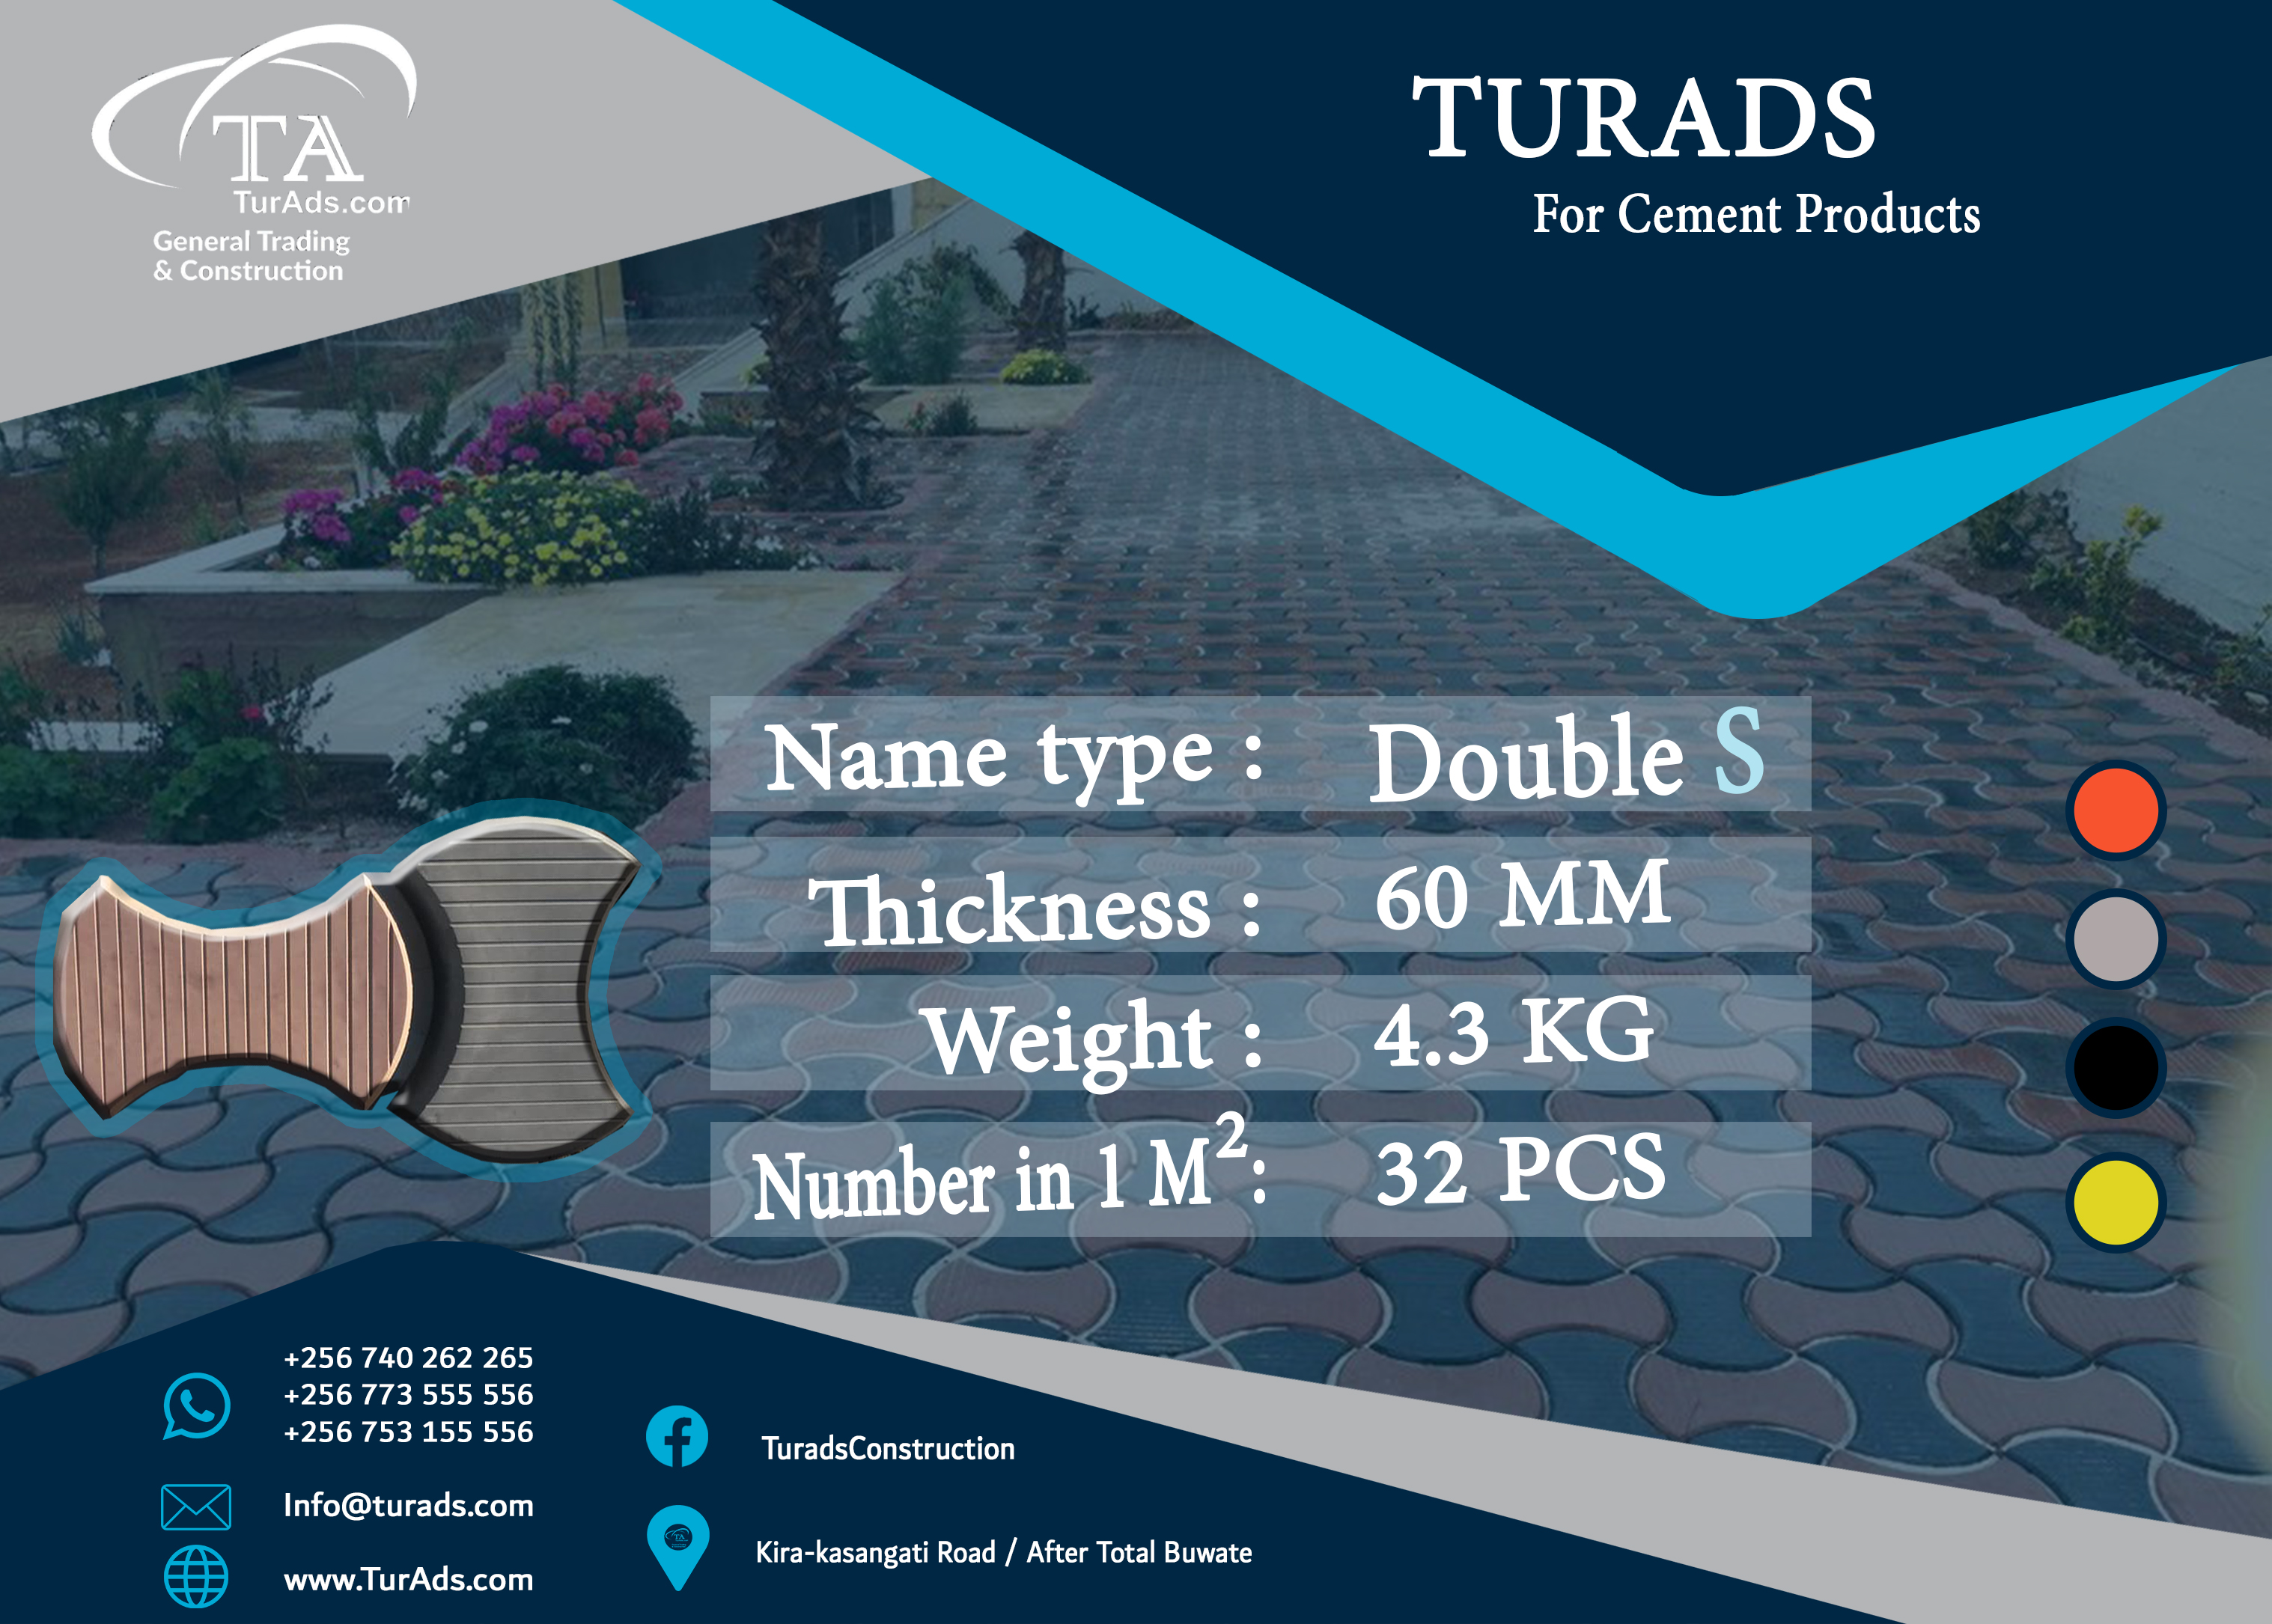 TA
TurAds.com
General Trading
& Construction
TURADS
For Cement Products
Name type : Double S
Thickness : 60 MM
Weight : 4.3 KG
Number in 1 M²: 32 PCS
+256 740 262 265
+256 773 555 556
+256 753 155 556
Info@turads.com
www.TurAds.com
TuradsConstruction
Kira-kasangati Road / After Total Buwate